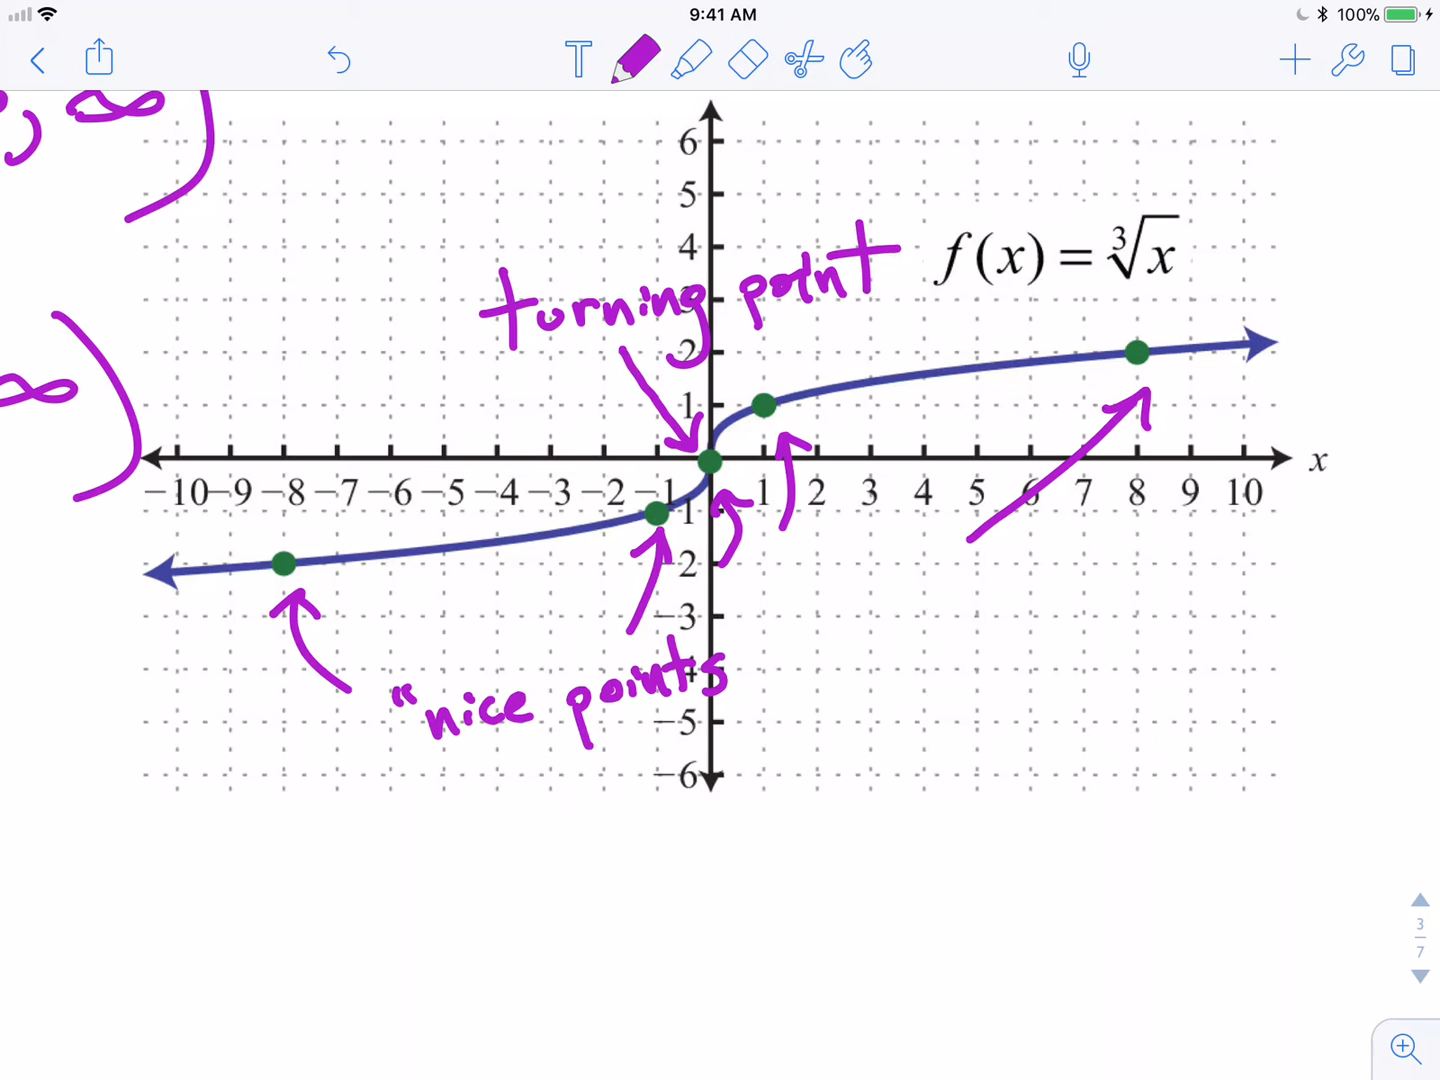 9:41 AM
100%
T
, ∞)
6
5
4
f(x) = ∛x
turning point
3
2
1
∞)
x
−10 −9 −8 −7 −6 −5 −4 −3 −2 −1 1 2 3 4 5 6 7 8 9 10
1
2
−3
4
"nice points
−5
−6
3
7